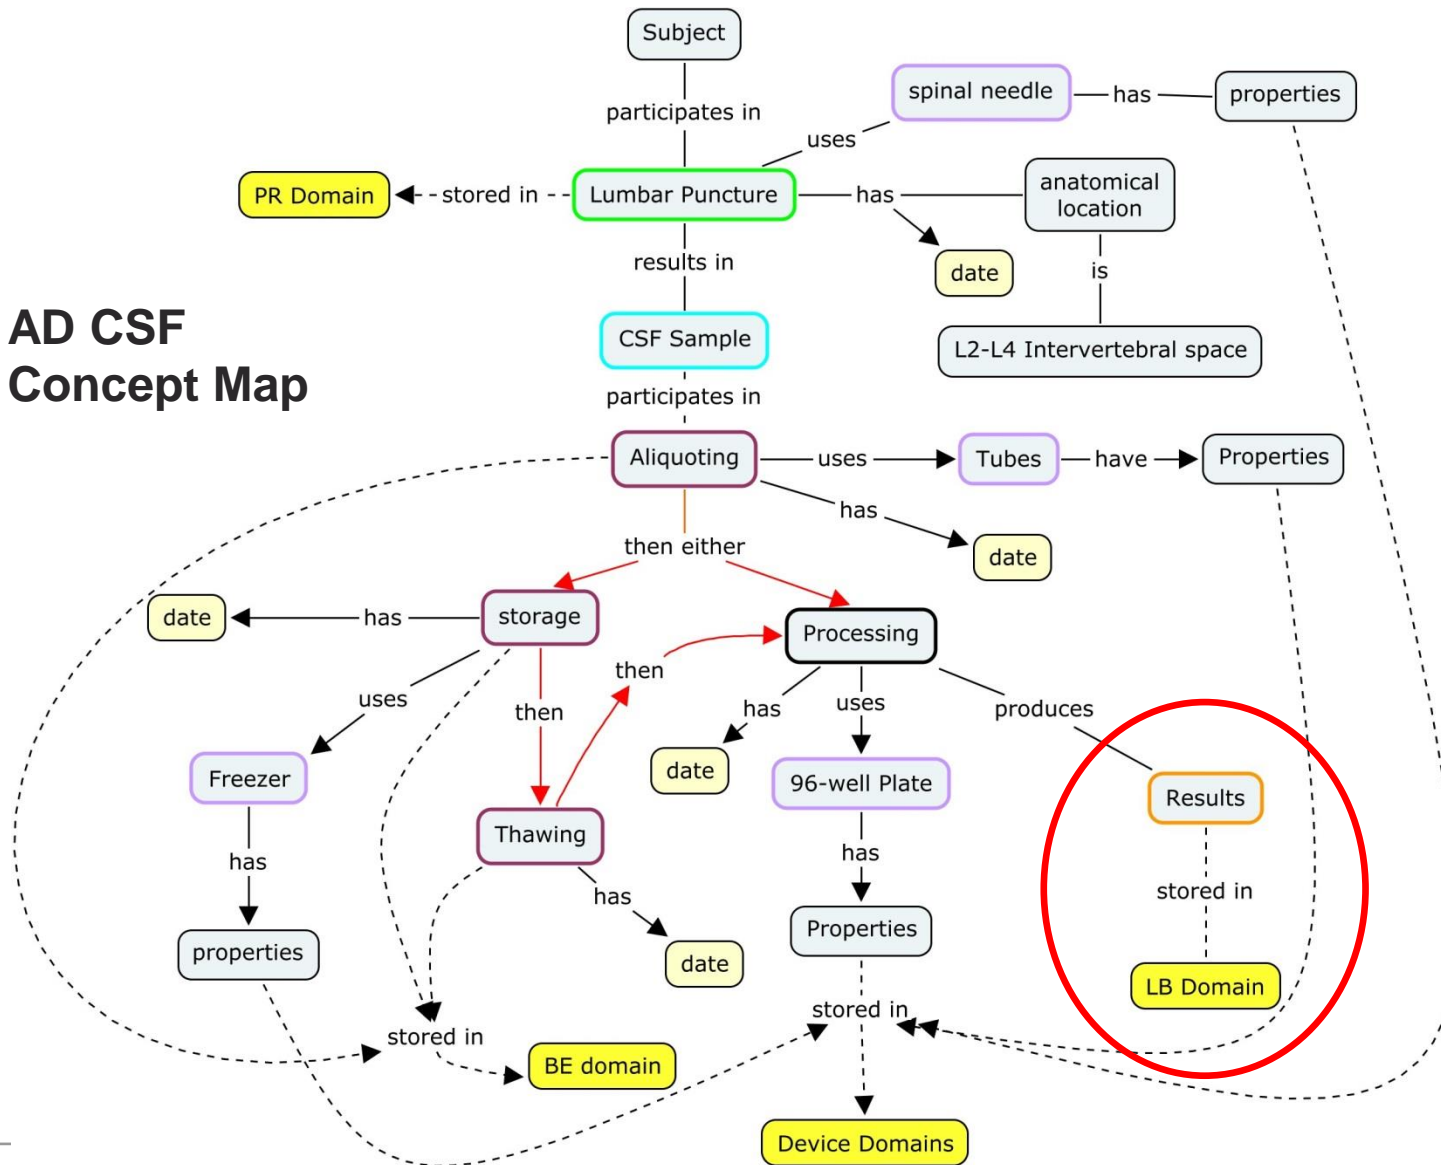 Subject
participates in
spinal needle
has
properties
uses
PR Domain
stored in
Lumbar Puncture
has
anatomical
location
results in
date
is
AD CSF
Concept Map
CSF Sample
L2-L4 Intervertebral space
participates in
Aliquoting
uses
Tubes
have
Properties
has
then either
date
date
has
storage
Processing
then
uses
then
has
uses
produces
Freezer
date
96-well Plate
Results
Thawing
has
has
has
stored in
properties
date
Properties
LB Domain
stored in
stored in
BE domain
Device Domains